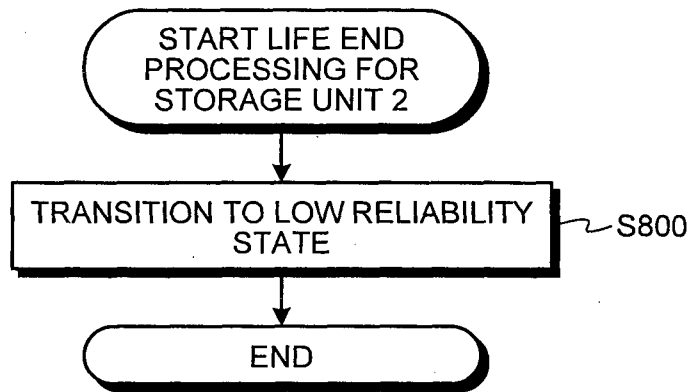 START LIFE END
PROCESSING FOR
STORAGE UNIT 2
TRANSITION TO LOW RELIABILITY
STATE
S800
END